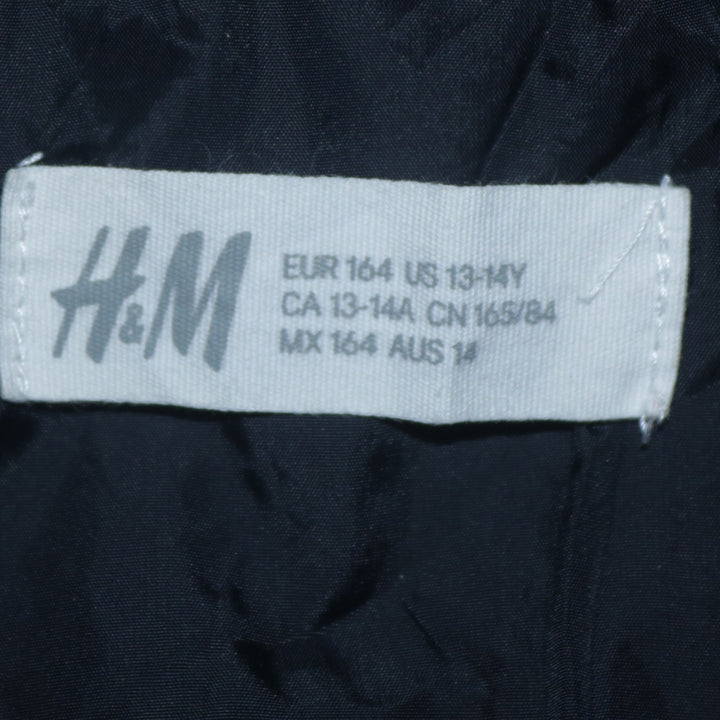 H&M
EUR 164 US 13-14Y
CA 13-14A CN 165/84
MX 164 AUS 14